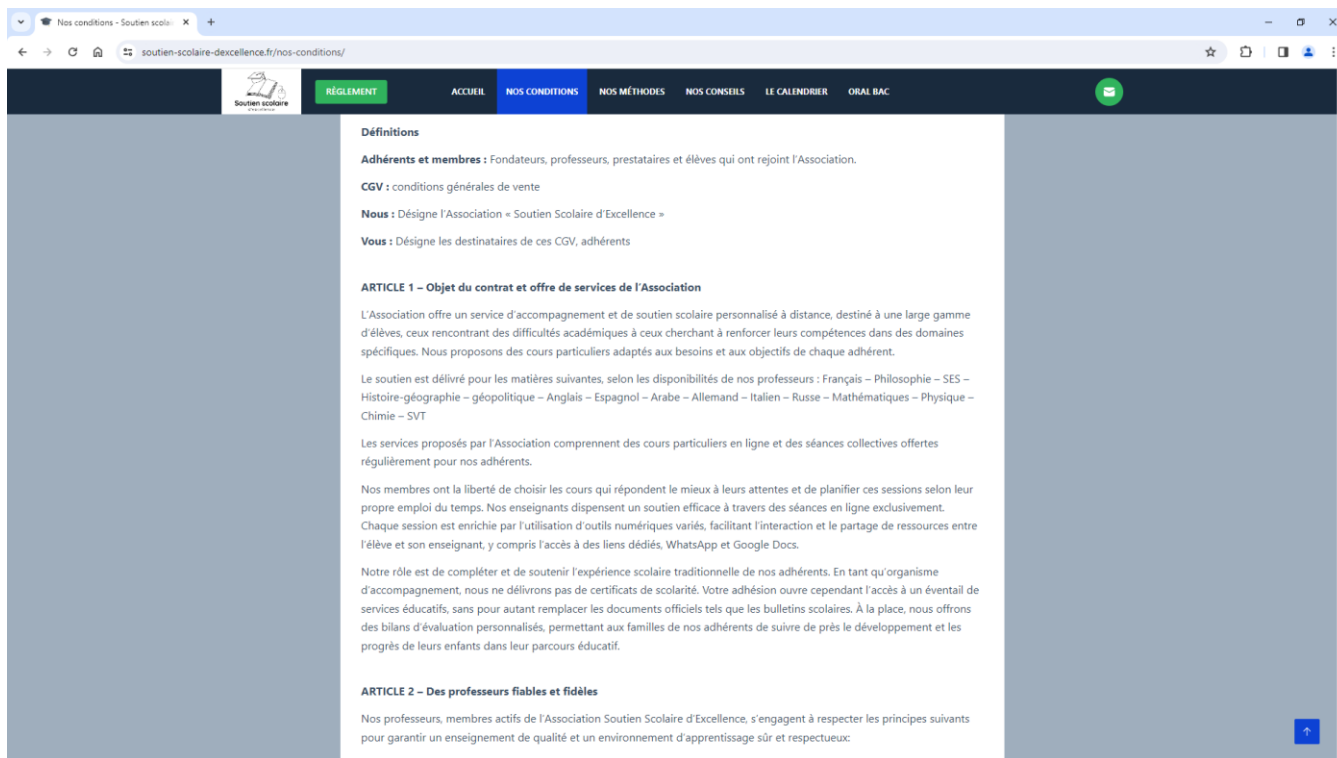 Nos conditions - Soutien scolai
soutien-scolaire-dexcellence.fr/nos-conditions/
Soutien scolaire
RÉGLEMENT
ACCUEIL
NOS CONDITIONS
NOS MÉTHODES
NOS CONSEILS
LE CALENDRIER
ORAL BAC
Définitions
Adhérents et membres : Fondateurs, professeurs, prestataires et élèves qui ont rejoint l'Association.
CGV : conditions générales de vente
Nous : Désigne l'Association « Soutien Scolaire d'Excellence »
Vous : Désigne les destinataires de ces CGV, adhérents
ARTICLE 1 – Objet du contrat et offre de services de l'Association
L'Association offre un service d'accompagnement et de soutien scolaire personnalisé à distance, destiné à une large gamme
d'élèves, ceux rencontrant des difficultés académiques à ceux cherchant à renforcer leurs compétences dans des domaines
spécifiques. Nous proposons des cours particuliers adaptés aux besoins et aux objectifs de chaque adhérent.
Le soutien est délivré pour les matières suivantes, selon les disponibilités de nos professeurs : Français – Philosophie – SES –
Histoire-géographie – géopolitique – Anglais – Espagnol – Arabe – Allemand – Italien – Russe – Mathématiques – Physique –
Chimie – SVT
Les services proposés par l'Association comprennent des cours particuliers en ligne et des séances collectives offertes
régulièrement pour nos adhérents.
Nos membres ont la liberté de choisir les cours qui répondent le mieux à leurs attentes et de planifier ces sessions selon leur
propre emploi du temps. Nos enseignants dispensent un soutien efficace à travers des séances en ligne exclusivement.
Chaque session est enrichie par l'utilisation d'outils numériques variés, facilitant l'interaction et le partage de ressources entre
l'élève et son enseignant, y compris l'accès à des liens dédiés, WhatsApp et Google Docs.
Notre rôle est de compléter et de soutenir l'expérience scolaire traditionnelle de nos adhérents. En tant qu'organisme
d'accompagnement, nous ne délivrons pas de certificats de scolarité. Votre adhésion ouvre cependant l'accès à un éventail de
services éducatifs, sans pour autant remplacer les documents officiels tels que les bulletins scolaires. À la place, nous offrons
des bilans d'évaluation personnalisés, permettant aux familles de nos adhérents de suivre de près le développement et les
progrès de leurs enfants dans leur parcours éducatif.
ARTICLE 2 – Des professeurs fiables et fidèles
Nos professeurs, membres actifs de l'Association Soutien Scolaire d'Excellence, s'engagent à respecter les principes suivants
pour garantir un enseignement de qualité et un environnement d'apprentissage sûr et respectueux: